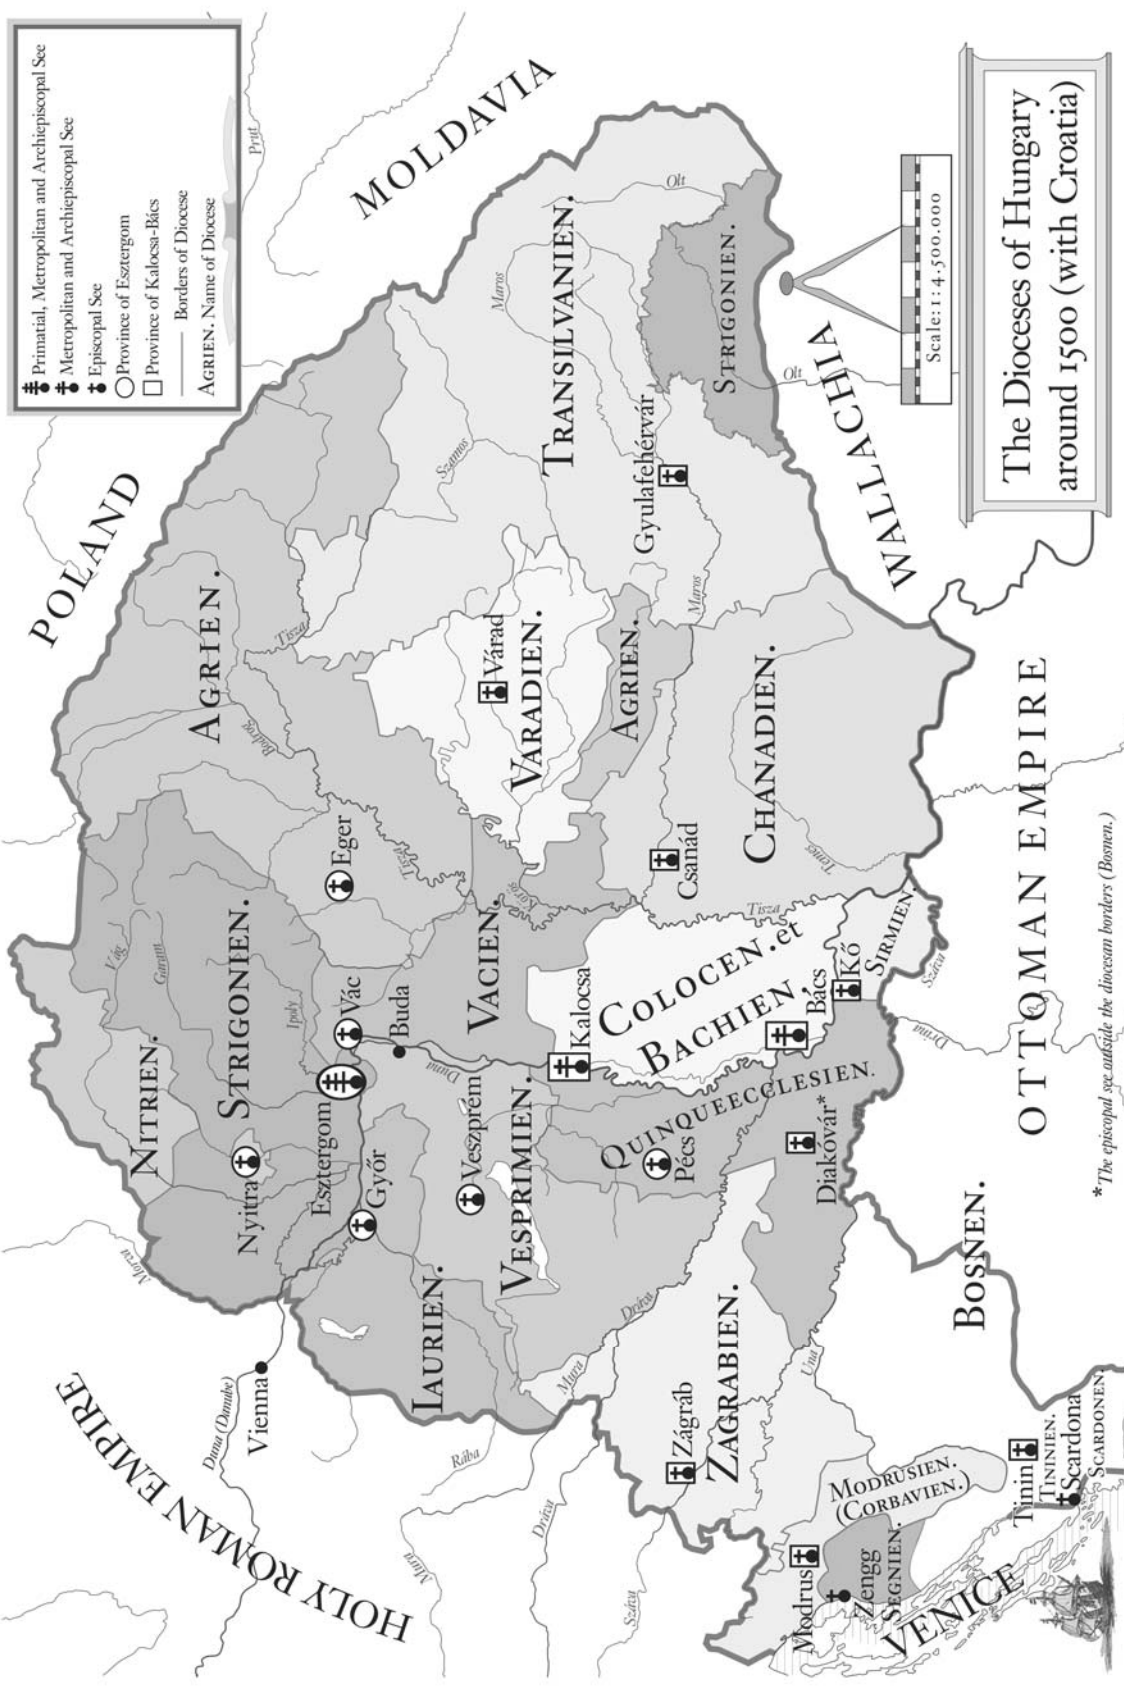 Primatial, Metropolitan and Archiepiscopal See
Metropolitan and Archiepiscopal See
Episcopal See
Province of Esztergom
Province of Kalocsa-Bács
Borders of Diocese
AGRIEN. Name of Diocese
HOLY ROMAN EMPIRE
POLAND
MOLDAVIA
Prut
Morva
Duna (Danube)
Vienna
NITRIEN.
Vág
Garam
STRIGONIEN.
Nyitra
Ipoly
AGRIEN.
Bodrog
Tisza
Esztergom
Vác
Eger
Győr
Buda
Tisza
Szamos
Duna
IAURIEN.
Rába
Veszprém
VESPRIMIEN.
VACIEN.
Körös
Várad
VARADIEN.
Maros
TRANSILVANIEN.
Mura
Dráva
Mura
Dráva
Kalocsa
COLOCEN. et
BACHIEN.
AGRIEN.
Gyulafehérvár
Olt
STRIGONIEN.
Maros
QUINQUEECCLESIEN.
Pécs
Csanád
CHANADIEN.
Temes
Tisza
Zágráb
ZAGRABIEN.
Száva
Una
Diakóvár*
Bács
Kő
SIRMIEN.
Száva
Drina
Olt
WALLACHIA
Modrus
MODRUSIEN.
(CORBAVIEN.)
Zengg
SEGNIEN.
VENICE
BOSNEN.
OTTOMAN EMPIRE
Tinin
TININIEN.
Scardona
SCARDONEN.
*The episcopal see outside the diocesan borders (Bosnen.)
Scale: 1:4,500.000
The Dioceses of Hungary
around 1500 (with Croatia)